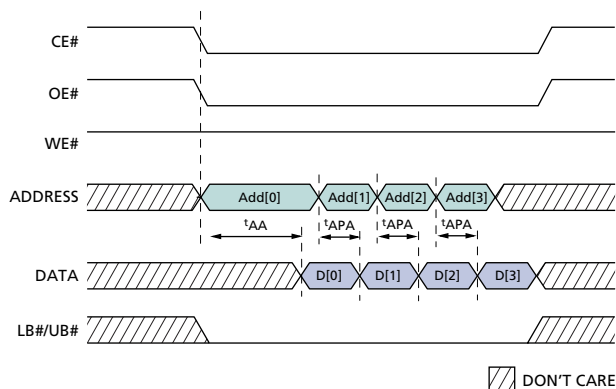 CE#
OE#
WE#
ADDRESS Add[0] Add[1] Add[2] Add[3]
tAA tAPA tAPA tAPA
DATA D[0] D[1] D[2] D[3]
LB#/UB#
DON'T CARE